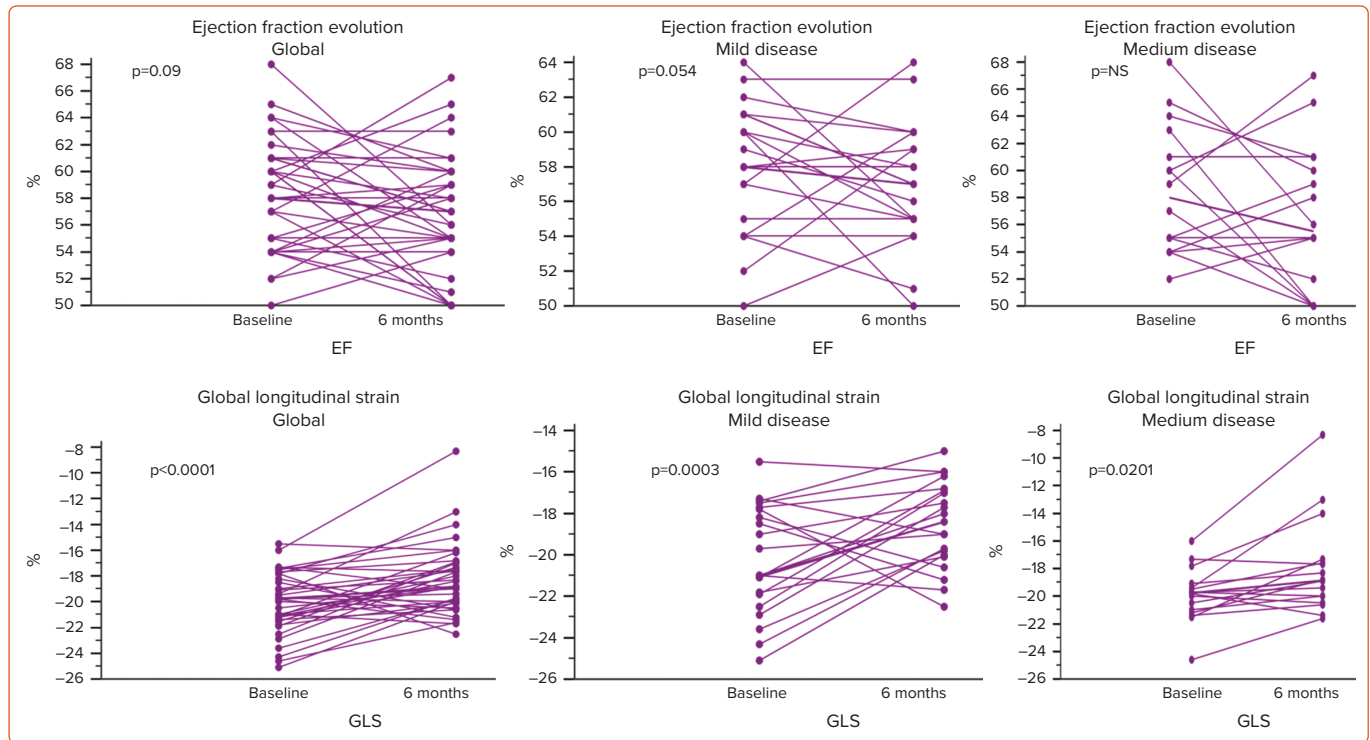 Ejection fraction evolution
Global
p=0.09
68
66
64
62
60
58
56
54
52
50
%
Baseline
6 months
EF
Ejection fraction evolution
Mild disease
p=0.054
64
62
60
58
56
54
52
50
%
Baseline
6 months
EF
Ejection fraction evolution
Medium disease
p=NS
68
66
64
62
60
58
56
54
52
50
%
Baseline
6 months
EF
Global longitudinal strain
Global
p<0.0001
–8
–10
–12
–14
–16
–18
–20
–22
–24
–26
%
Baseline
6 months
GLS
Global longitudinal strain
Mild disease
p=0.0003
–14
–16
–18
–20
–22
–24
–26
%
Baseline
6 months
GLS
Global longitudinal strain
Medium disease
p=0.0201
–8
–10
–12
–14
–16
–18
–20
–22
–24
–26
%
Baseline
6 months
GLS